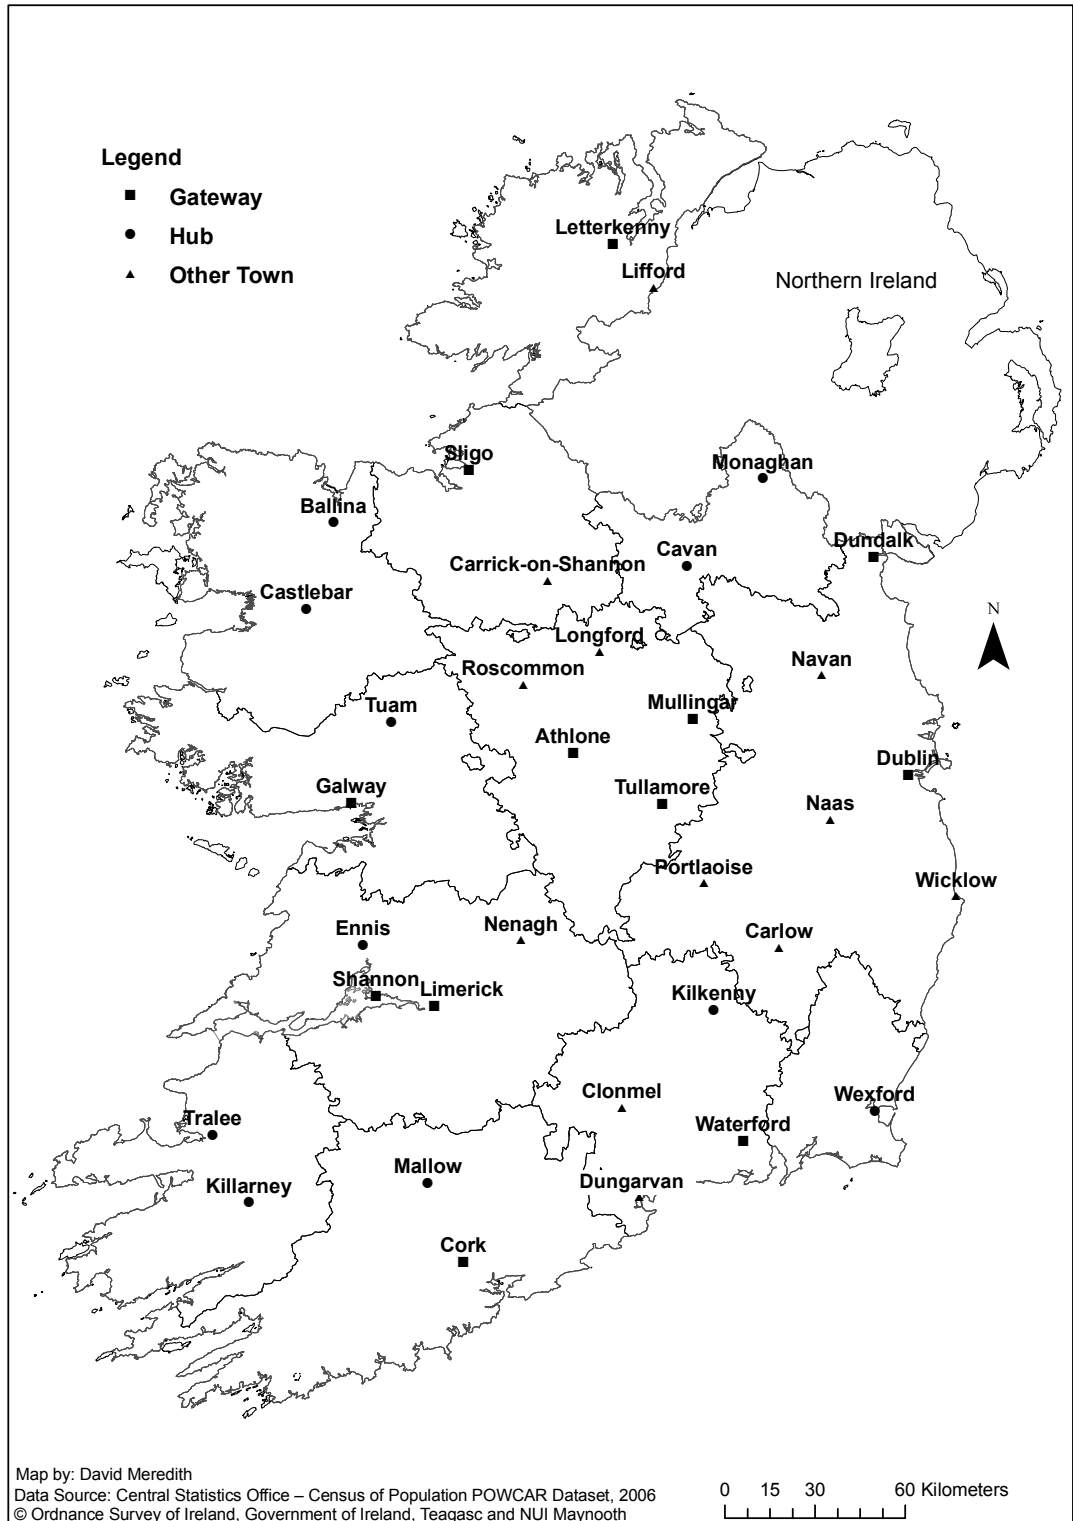 Legend
Gateway
Hub
Other Town
Letterkenny
Lifford
Northern Ireland
Sligo
Monaghan
Ballina
Dundalk
Cavan
Carrick-on-Shannon
Castlebar
N
Longford
Navan
Roscommon
Mullingar
Tuam
Athlone
Dublin
Galway
Tullamore
Naas
Portlaoise
Wicklow
Ennis
Nenagh
Carlow
Shannon
Limerick
Kilkenny
Clonmel
Wexford
Tralee
Waterford
Mallow
Killarney
Dungarvan
Cork
Map by: David Meredith
Data Source: Central Statistics Office – Census of Population POWCAR Dataset, 2006
© Ordnance Survey of Ireland, Government of Ireland, Teagasc and NUI Maynooth
0 15 30 60 Kilometers